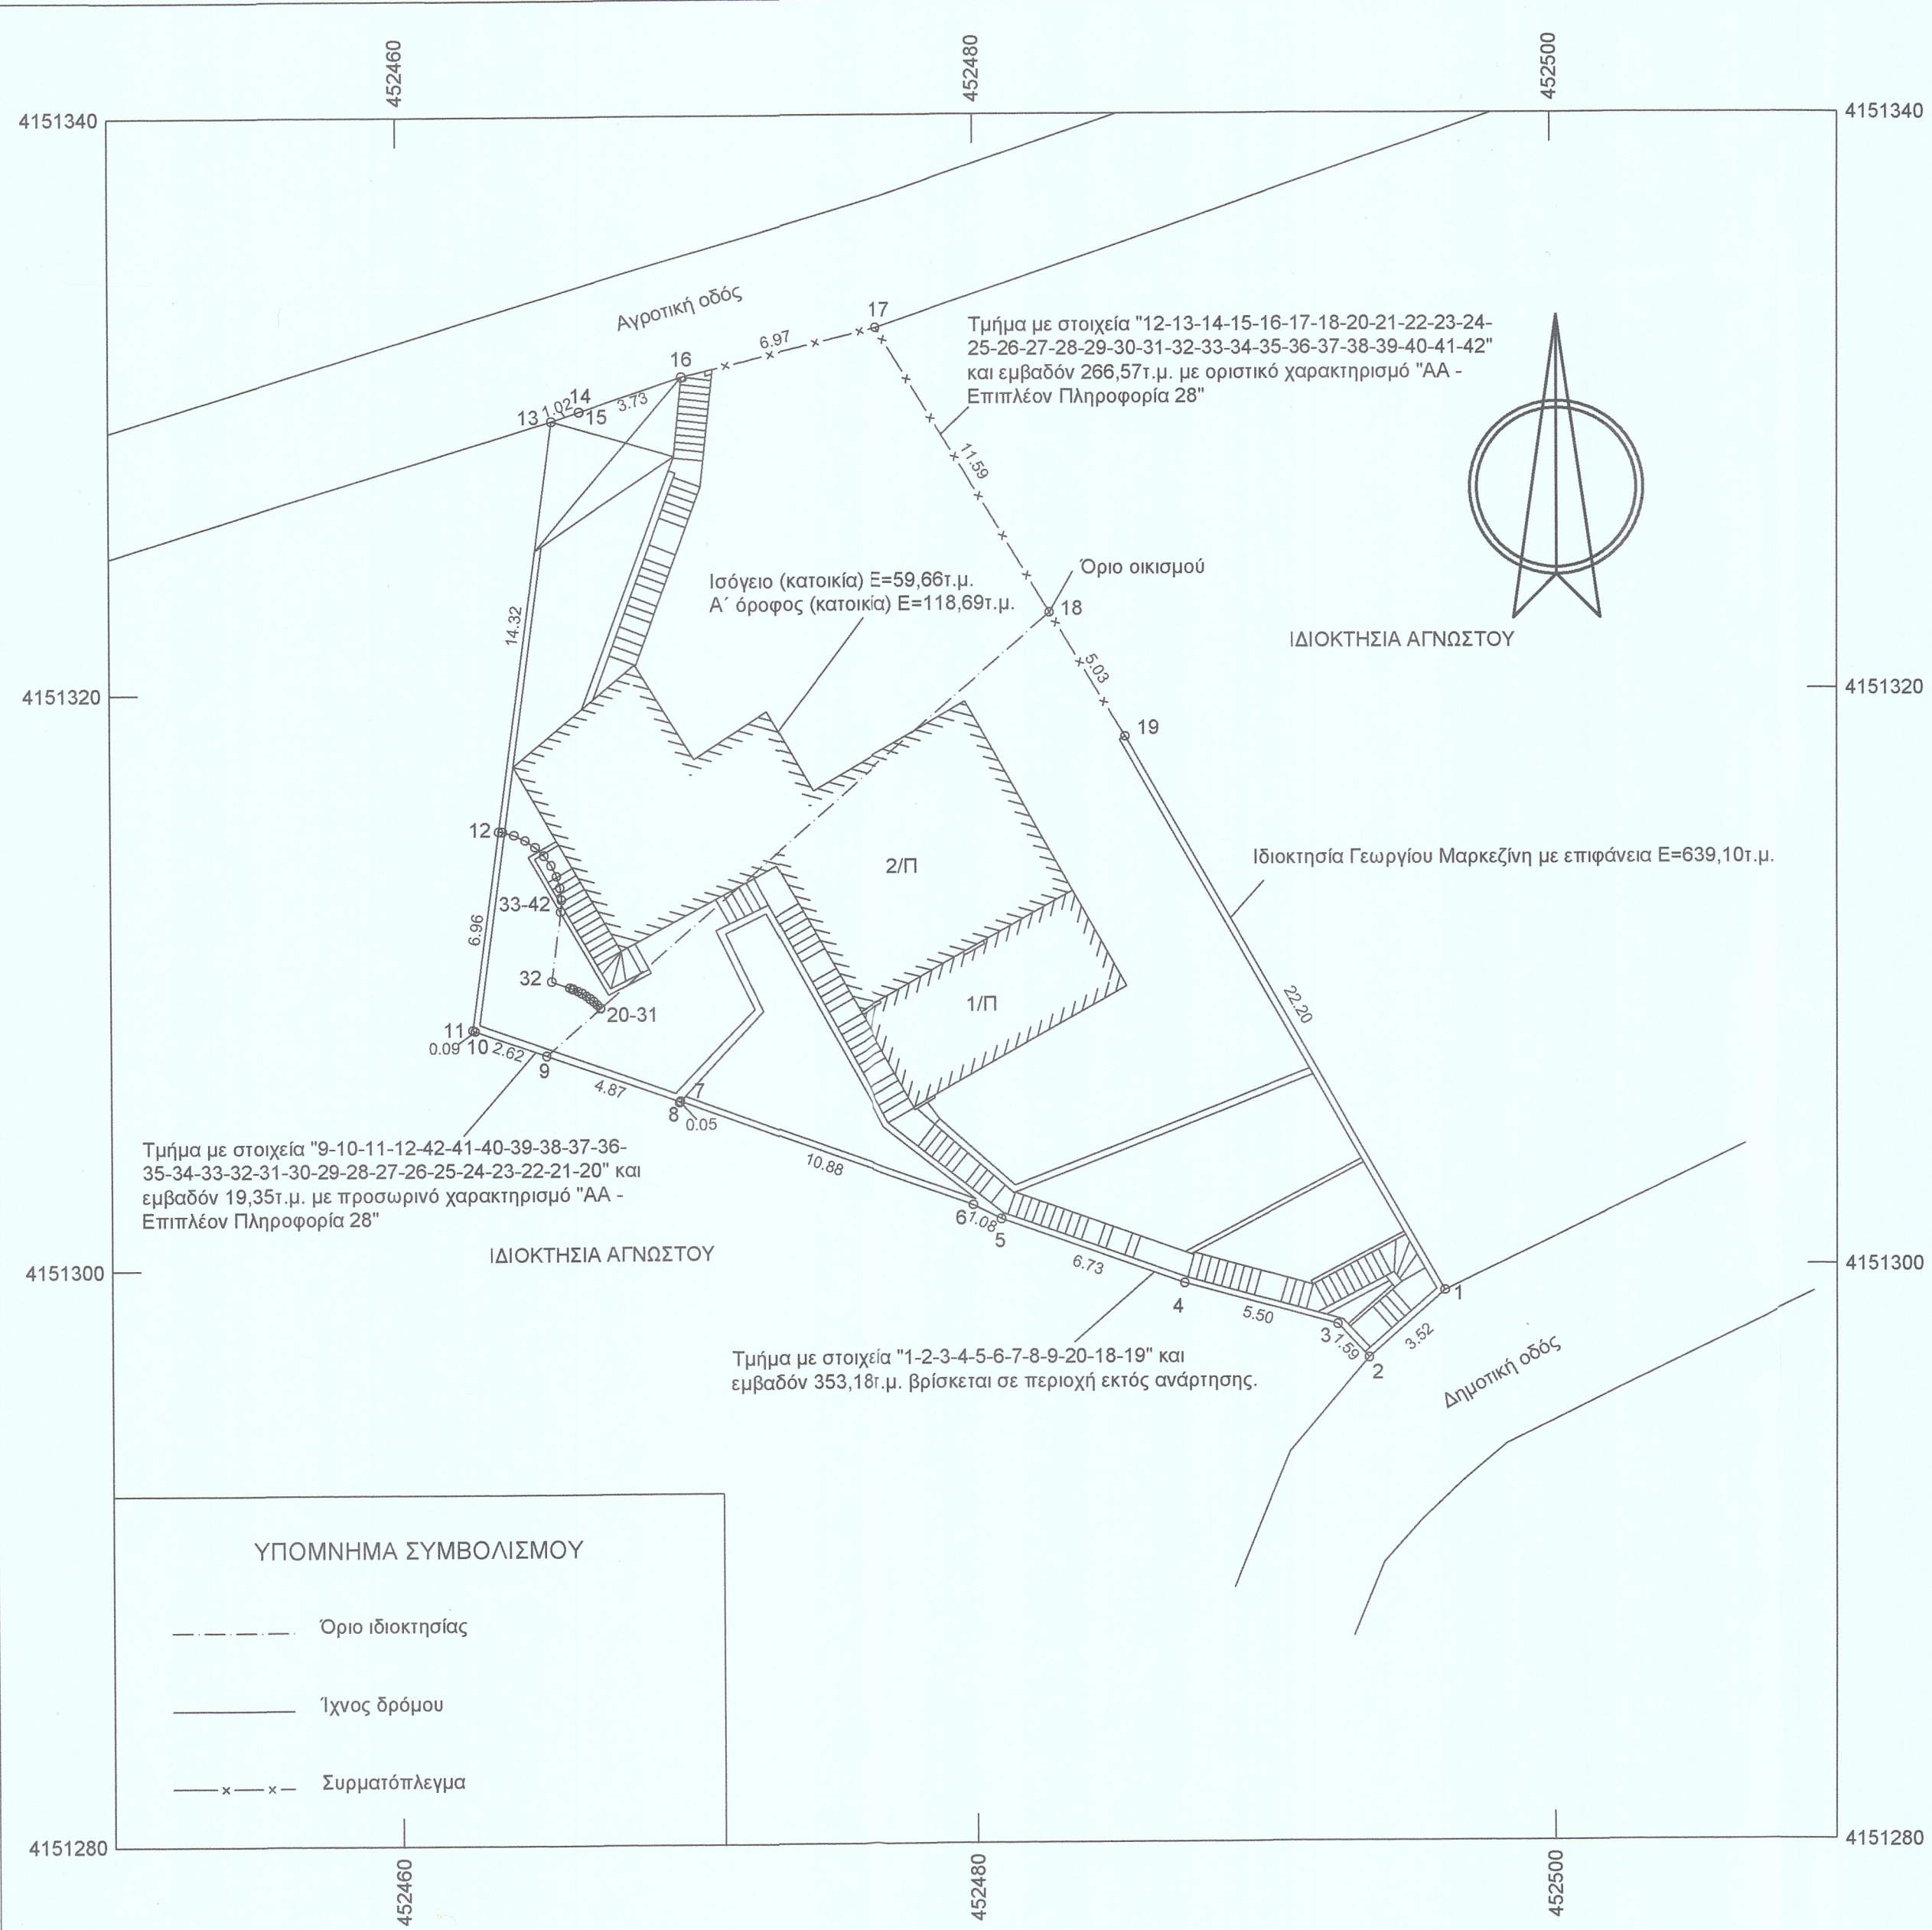 452460
452480
452500
4151340
4151340
Αγροτική οδός
17
6.97
16
Τμήμα με στοιχεία "12-13-14-15-16-17-18-20-21-22-23-24-
25-26-27-28-29-30-31-32-33-34-35-36-37-38-39-40-41-42"
και εμβαδόν 266,57τ.μ. με οριστικό χαρακτηρισμό "ΑΑ -
Επιπλέον Πληροφορία 28"
14
13
1.02
15
3.73
11.59
Όριο οικισμού
Ισόγειο (κατοικία) Ε=59,66τ.μ.
Α΄ όροφος (κατοικία) Ε=118,69τ.μ.
18
14.32
ΙΔΙΟΚΤΗΣΙΑ ΑΓΝΩΣΤΟΥ
5.03
4151320
4151320
19
12
2/Π
Ιδιοκτησία Γεωργίου Μαρκεζίνη με επιφάνεια Ε=639,10τ.μ.
33-42
6.96
32
1/Π
22.20
20-31
11
0.09
10
2.62
9
4.87
7
8
0.05
Τμήμα με στοιχεία "9-10-11-12-42-41-40-39-38-37-36-
35-34-33-32-31-30-29-28-27-26-25-24-23-22-21-20" και
εμβαδόν 19,35τ.μ. με προσωρινό χαρακτηρισμό "ΑΑ -
Επιπλέον Πληροφορία 28"
10.88
6
1.08
5
ΙΔΙΟΚΤΗΣΙΑ ΑΓΝΩΣΤΟΥ
6.73
4151300
4151300
4
5.50
1
3
1.59
3.52
2
Τμήμα με στοιχεία "1-2-3-4-5-6-7-8-9-20-18-19" και
εμβαδόν 353,18τ.μ. βρίσκεται σε περιοχή εκτός ανάρτησης.
Δημοτική οδός
ΥΠΟΜΝΗΜΑ ΣΥΜΒΟΛΙΣΜΟΥ
Όριο ιδιοκτησίας
Ίχνος δρόμου
Συρματόπλεγμα
4151280
4151280
452460
452480
452500